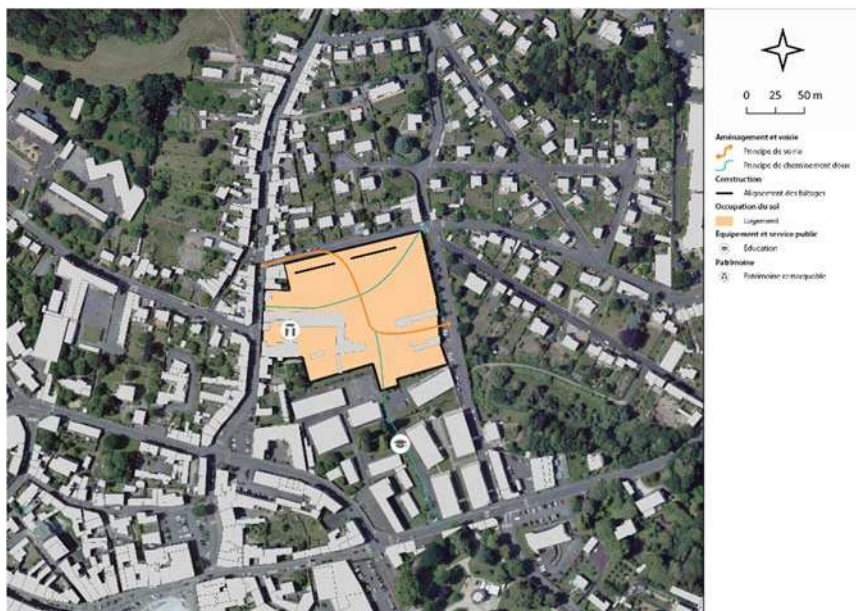 0 25 50 m
Aménagement et voirie
Principe de voirie
Principe de cheminement doux
Construction
Alignement des faîtages
Occupation du sol
Logement
Équipement et service public
Éducation
Patrimoine
Patrimoine remarquable